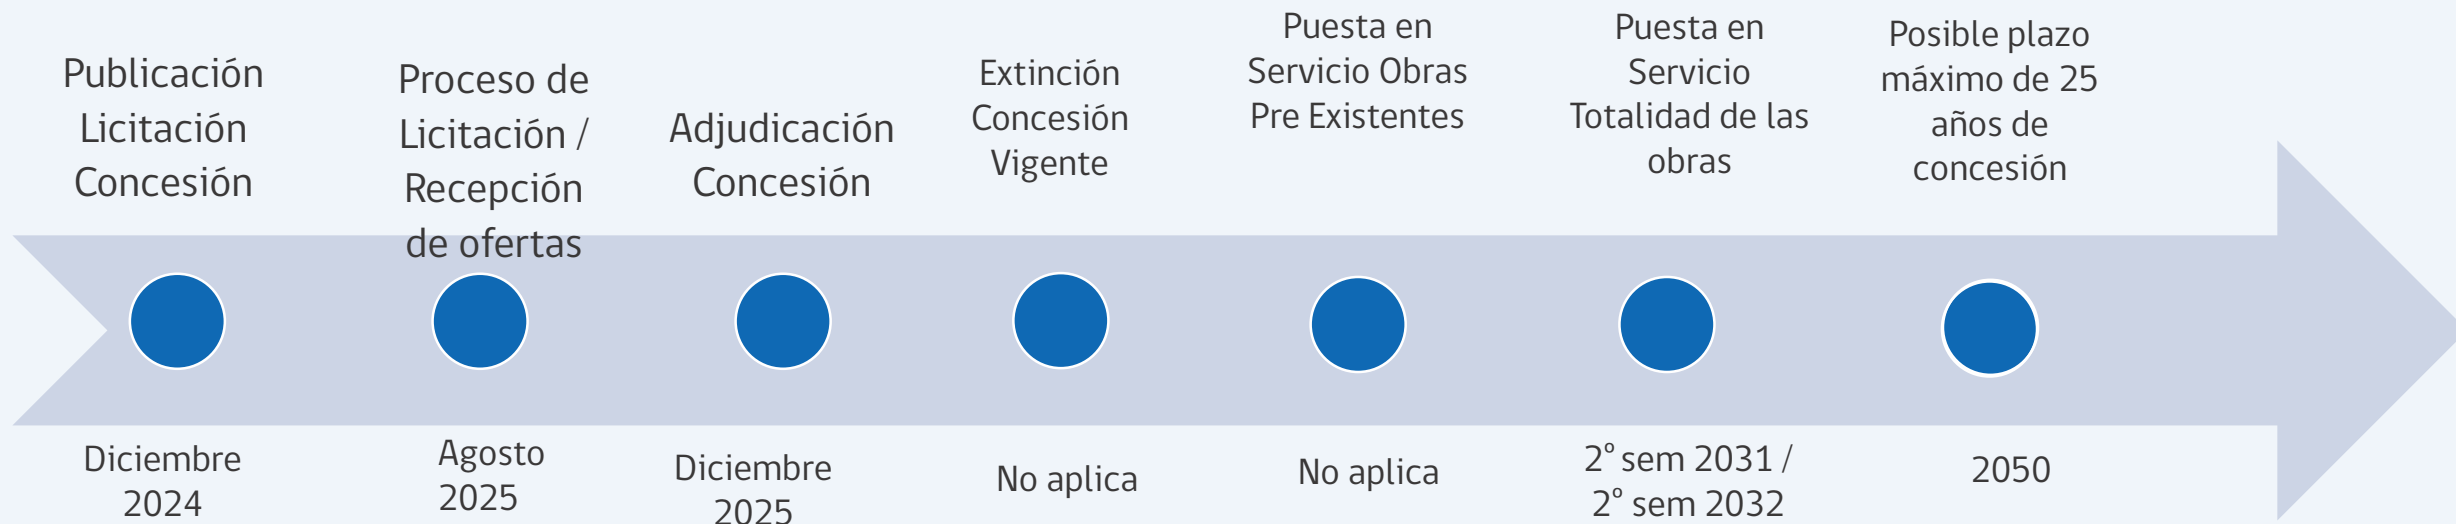 Publicación
Licitación
Concesión
Proceso de
Licitación /
Recepción
de ofertas
Adjudicación
Concesión
Extinción
Concesión
Vigente
Puesta en
Servicio Obras
Pre Existentes
Puesta en
Servicio
Totalidad de las
obras
Posible plazo
máximo de 25
años de
concesión
Diciembre
2024
Agosto
2025
Diciembre
2025
No aplica
No aplica
2º sem 2031 /
2º sem 2032
2050